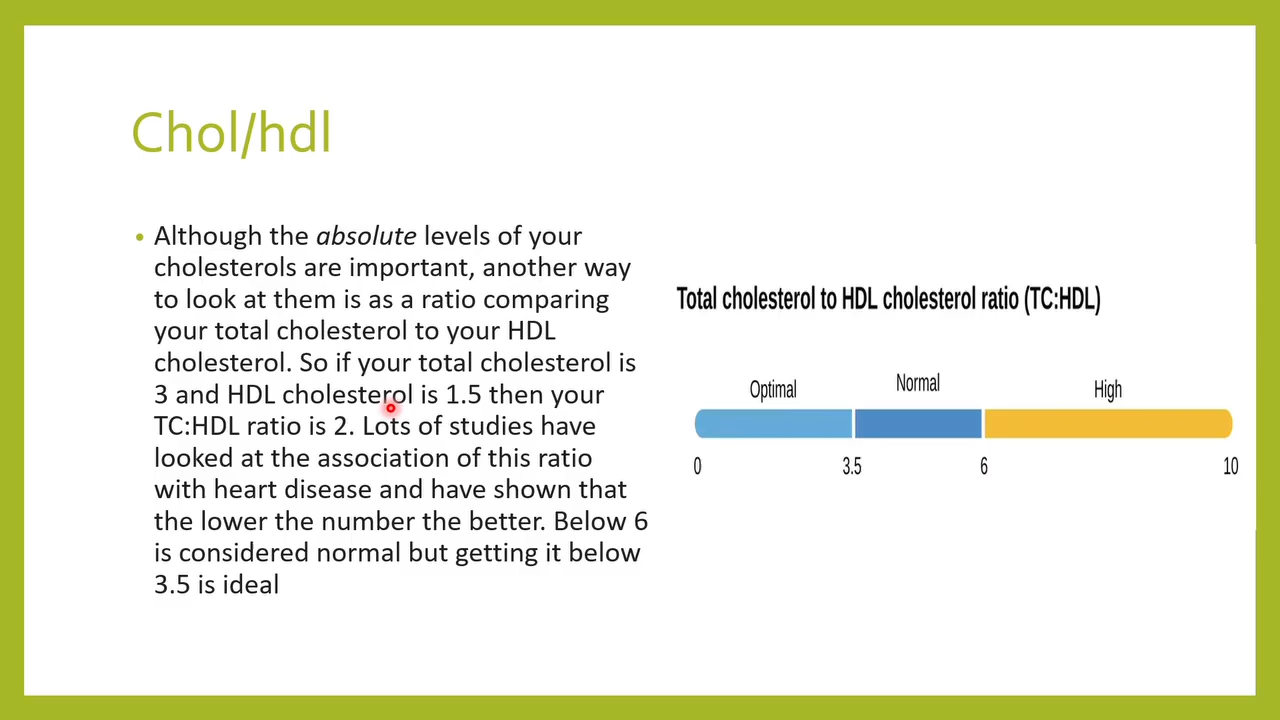 Chol/hdl
• Although the absolute levels of your
cholesterols are important, another way
to look at them is as a ratio comparing
your total cholesterol to your HDL
cholesterol. So if your total cholesterol is
3 and HDL cholesterol is 1.5 then your
TC:HDL ratio is 2. Lots of studies have
looked at the association of this ratio
with heart disease and have shown that
the lower the number the better. Below 6
is considered normal but getting it below
3.5 is ideal
Total cholesterol to HDL cholesterol ratio (TC:HDL)
Optimal Normal High
0 3.5 6 10